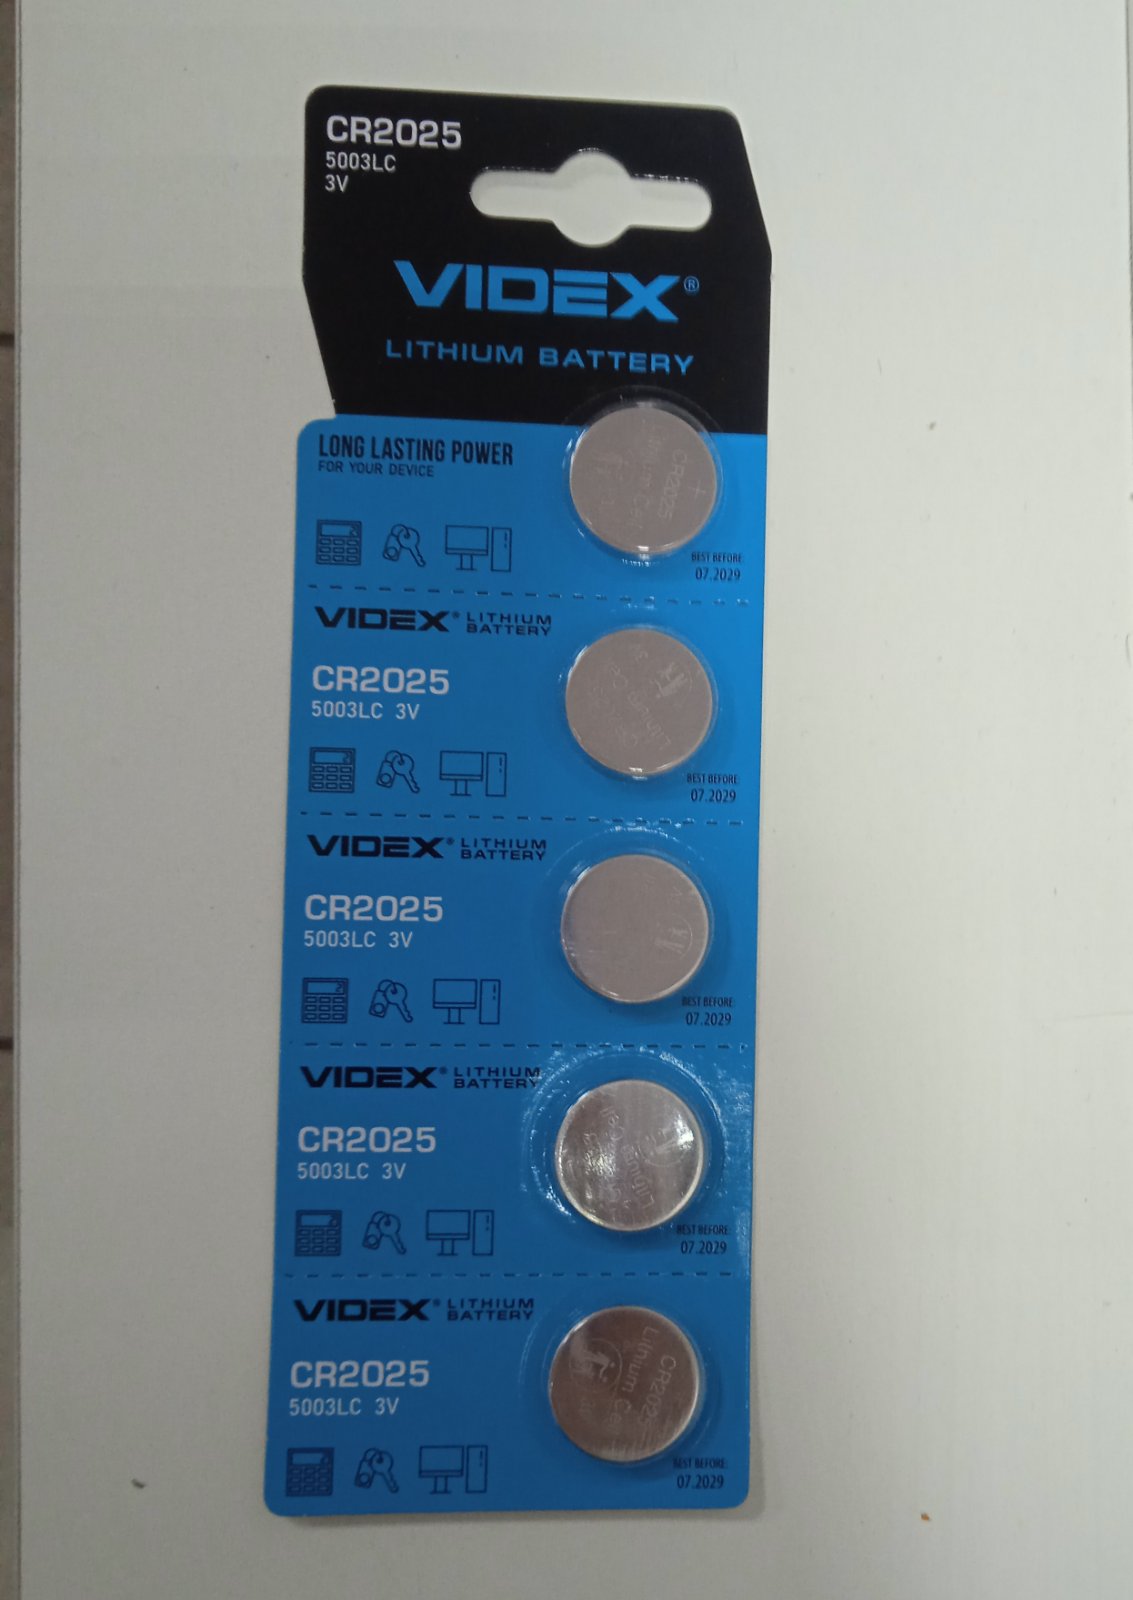 CR2025
5003LC
3V
VIDEX®
LITHIUM BATTERY
LONG LASTING POWER
FOR YOUR DEVICE
CR2025
BEST BEFORE:
07.2029
VIDEX® LITHIUM
BATTERY
CR2025
5003LC 3V
Lithium Cell
BEST BEFORE:
07.2029
VIDEX® LITHIUM
BATTERY
CR2025
5003LC 3V
BEST BEFORE:
07.2029
VIDEX® LITHIUM
BATTERY
CR2025
5003LC 3V
Lithium Cell
BEST BEFORE:
07.2029
VIDEX® LITHIUM
BATTERY
CR2025
5003LC 3V
CR2025
Lithium Cell
BEST BEFORE:
07.2029